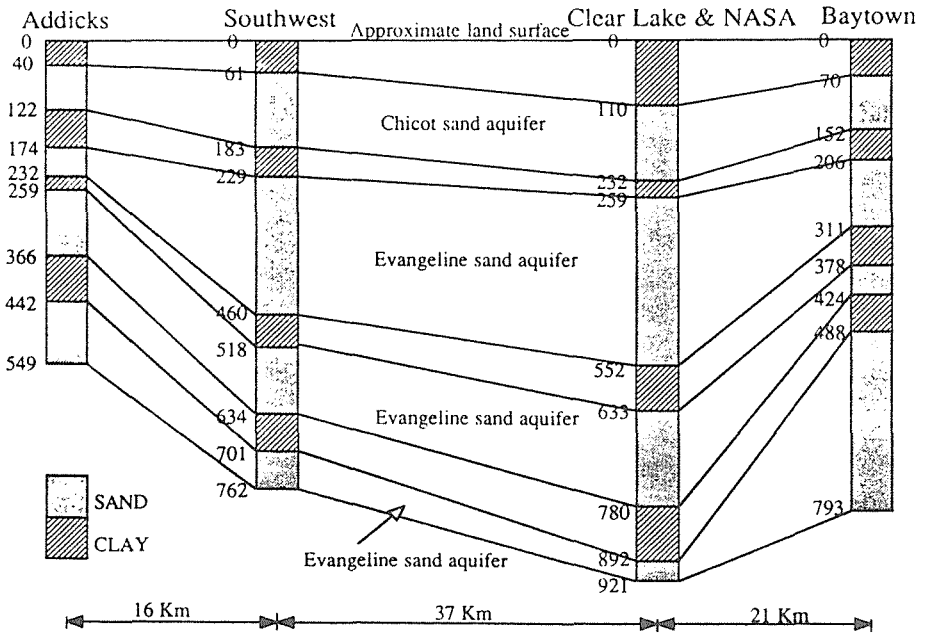 Addicks
Southwest
Clear Lake & NASA
Baytown
Approximate land surface
0
0
0
0
40
61
110
70
122
183
232
152
174
229
259
206
232
460
552
311
259
518
633
378
366
634
780
424
442
701
892
488
549
762
921
793
Chicot sand aquifer
Evangeline sand aquifer
Evangeline sand aquifer
Evangeline sand aquifer
SAND
CLAY
16 Km
37 Km
21 Km